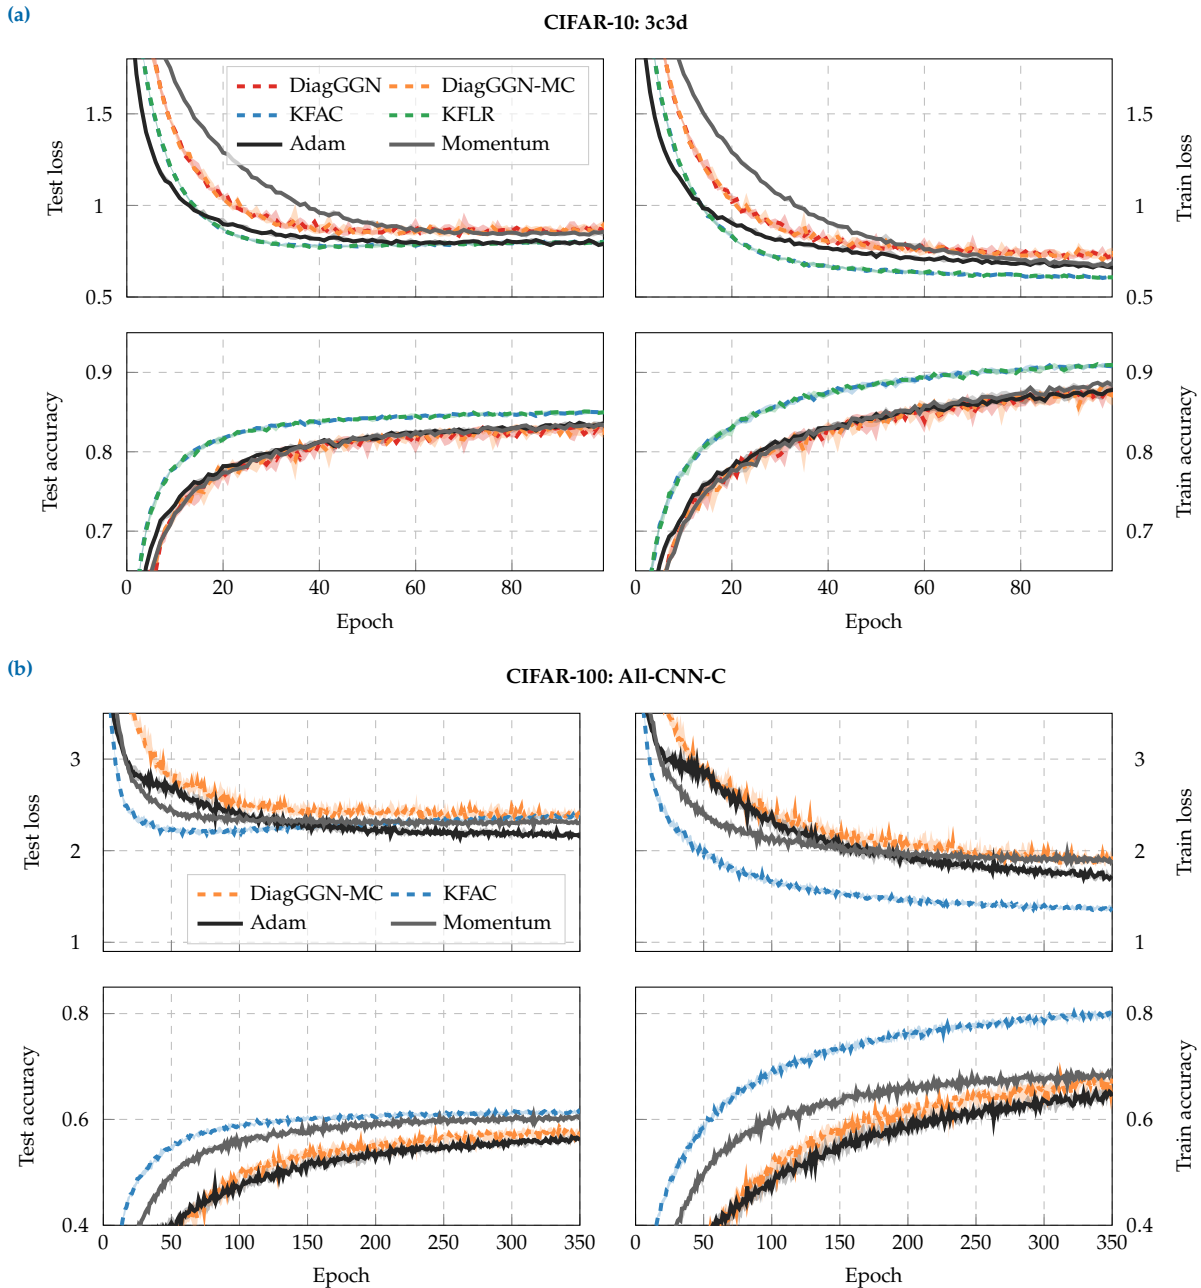 (a)
CIFAR-10: 3c3d
DiagGGN
DiagGGN-MC
KFAC
KFLR
Adam
Momentum
Test loss
1.5
1
0.5
Train loss
1.5
1
0.5
Test accuracy
0.9
0.8
0.7
Train accuracy
0.9
0.8
0.7
0 20 40 60 80
Epoch
0 20 40 60 80
Epoch
(b)
CIFAR-100: All-CNN-C
Test loss
3
2
1
DiagGGN-MC
KFAC
Adam
Momentum
Train loss
3
2
1
Test accuracy
0.8
0.6
0.4
Train accuracy
0.8
0.6
0.4
0 50 100 150 200 250 300 350
Epoch
0 50 100 150 200 250 300 350
Epoch